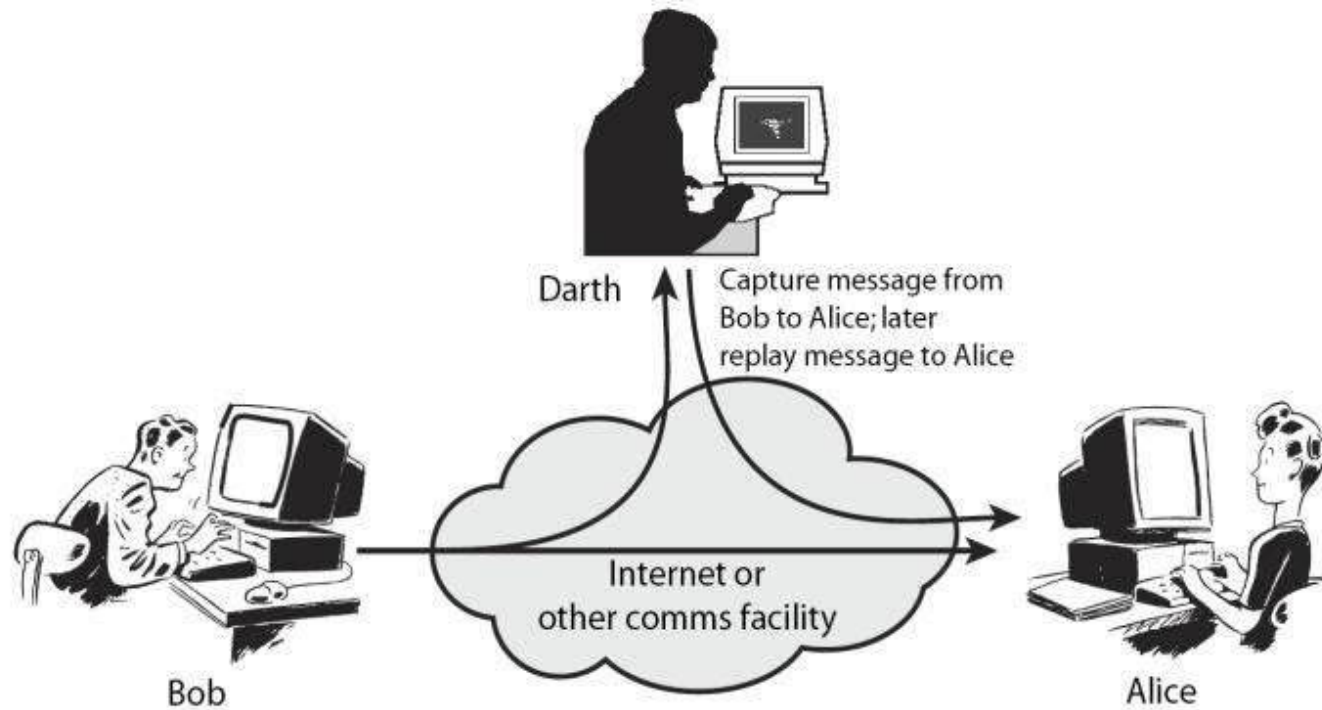 Darth
Capture message from
Bob to Alice; later
replay message to Alice
Internet or
other comms facility
Bob
Alice